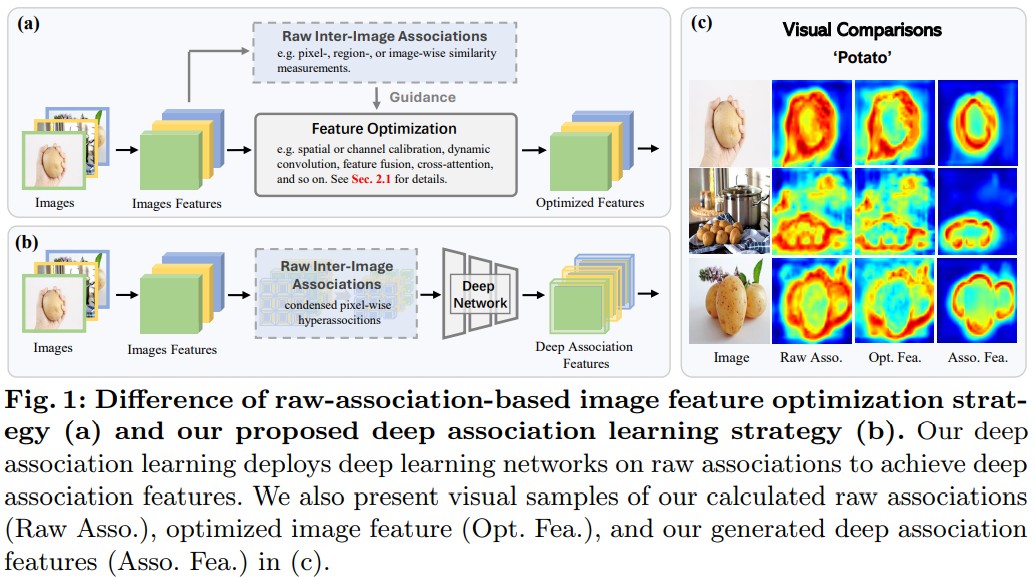 (a)
Raw Inter-Image Associations
e.g. pixel-, region-, or image-wise similarity
measurements.
Guidance
Feature Optimization
e.g. spatial or channel calibration, dynamic
convolution, feature fusion, cross-attention,
and so on. See Sec. 2.1 for details.
Images
Images Features
Optimized Features
(b)
Raw Inter-Image
Associations
condensed pixel-wise
hyperassocitions
Deep
Network
Images
Images Features
Deep Association
Features
(c)
Visual Comparisons
‘Potato’
Image
Raw Asso.
Opt. Fea.
Asso. Fea.
Fig. 1: Difference of raw-association-based image feature optimization strat-
egy (a) and our proposed deep association learning strategy (b). Our deep
association learning deploys deep learning networks on raw associations to achieve deep
association features. We also present visual samples of our calculated raw associations
(Raw Asso.), optimized image feature (Opt. Fea.), and our generated deep association
features (Asso. Fea.) in (c).